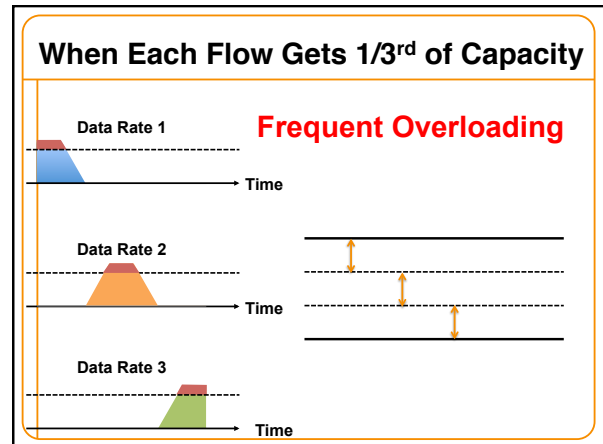 When Each Flow Gets 1/3rd of Capacity
Data Rate 1
Frequent Overloading
Time
Data Rate 2
Time
Data Rate 3
Time